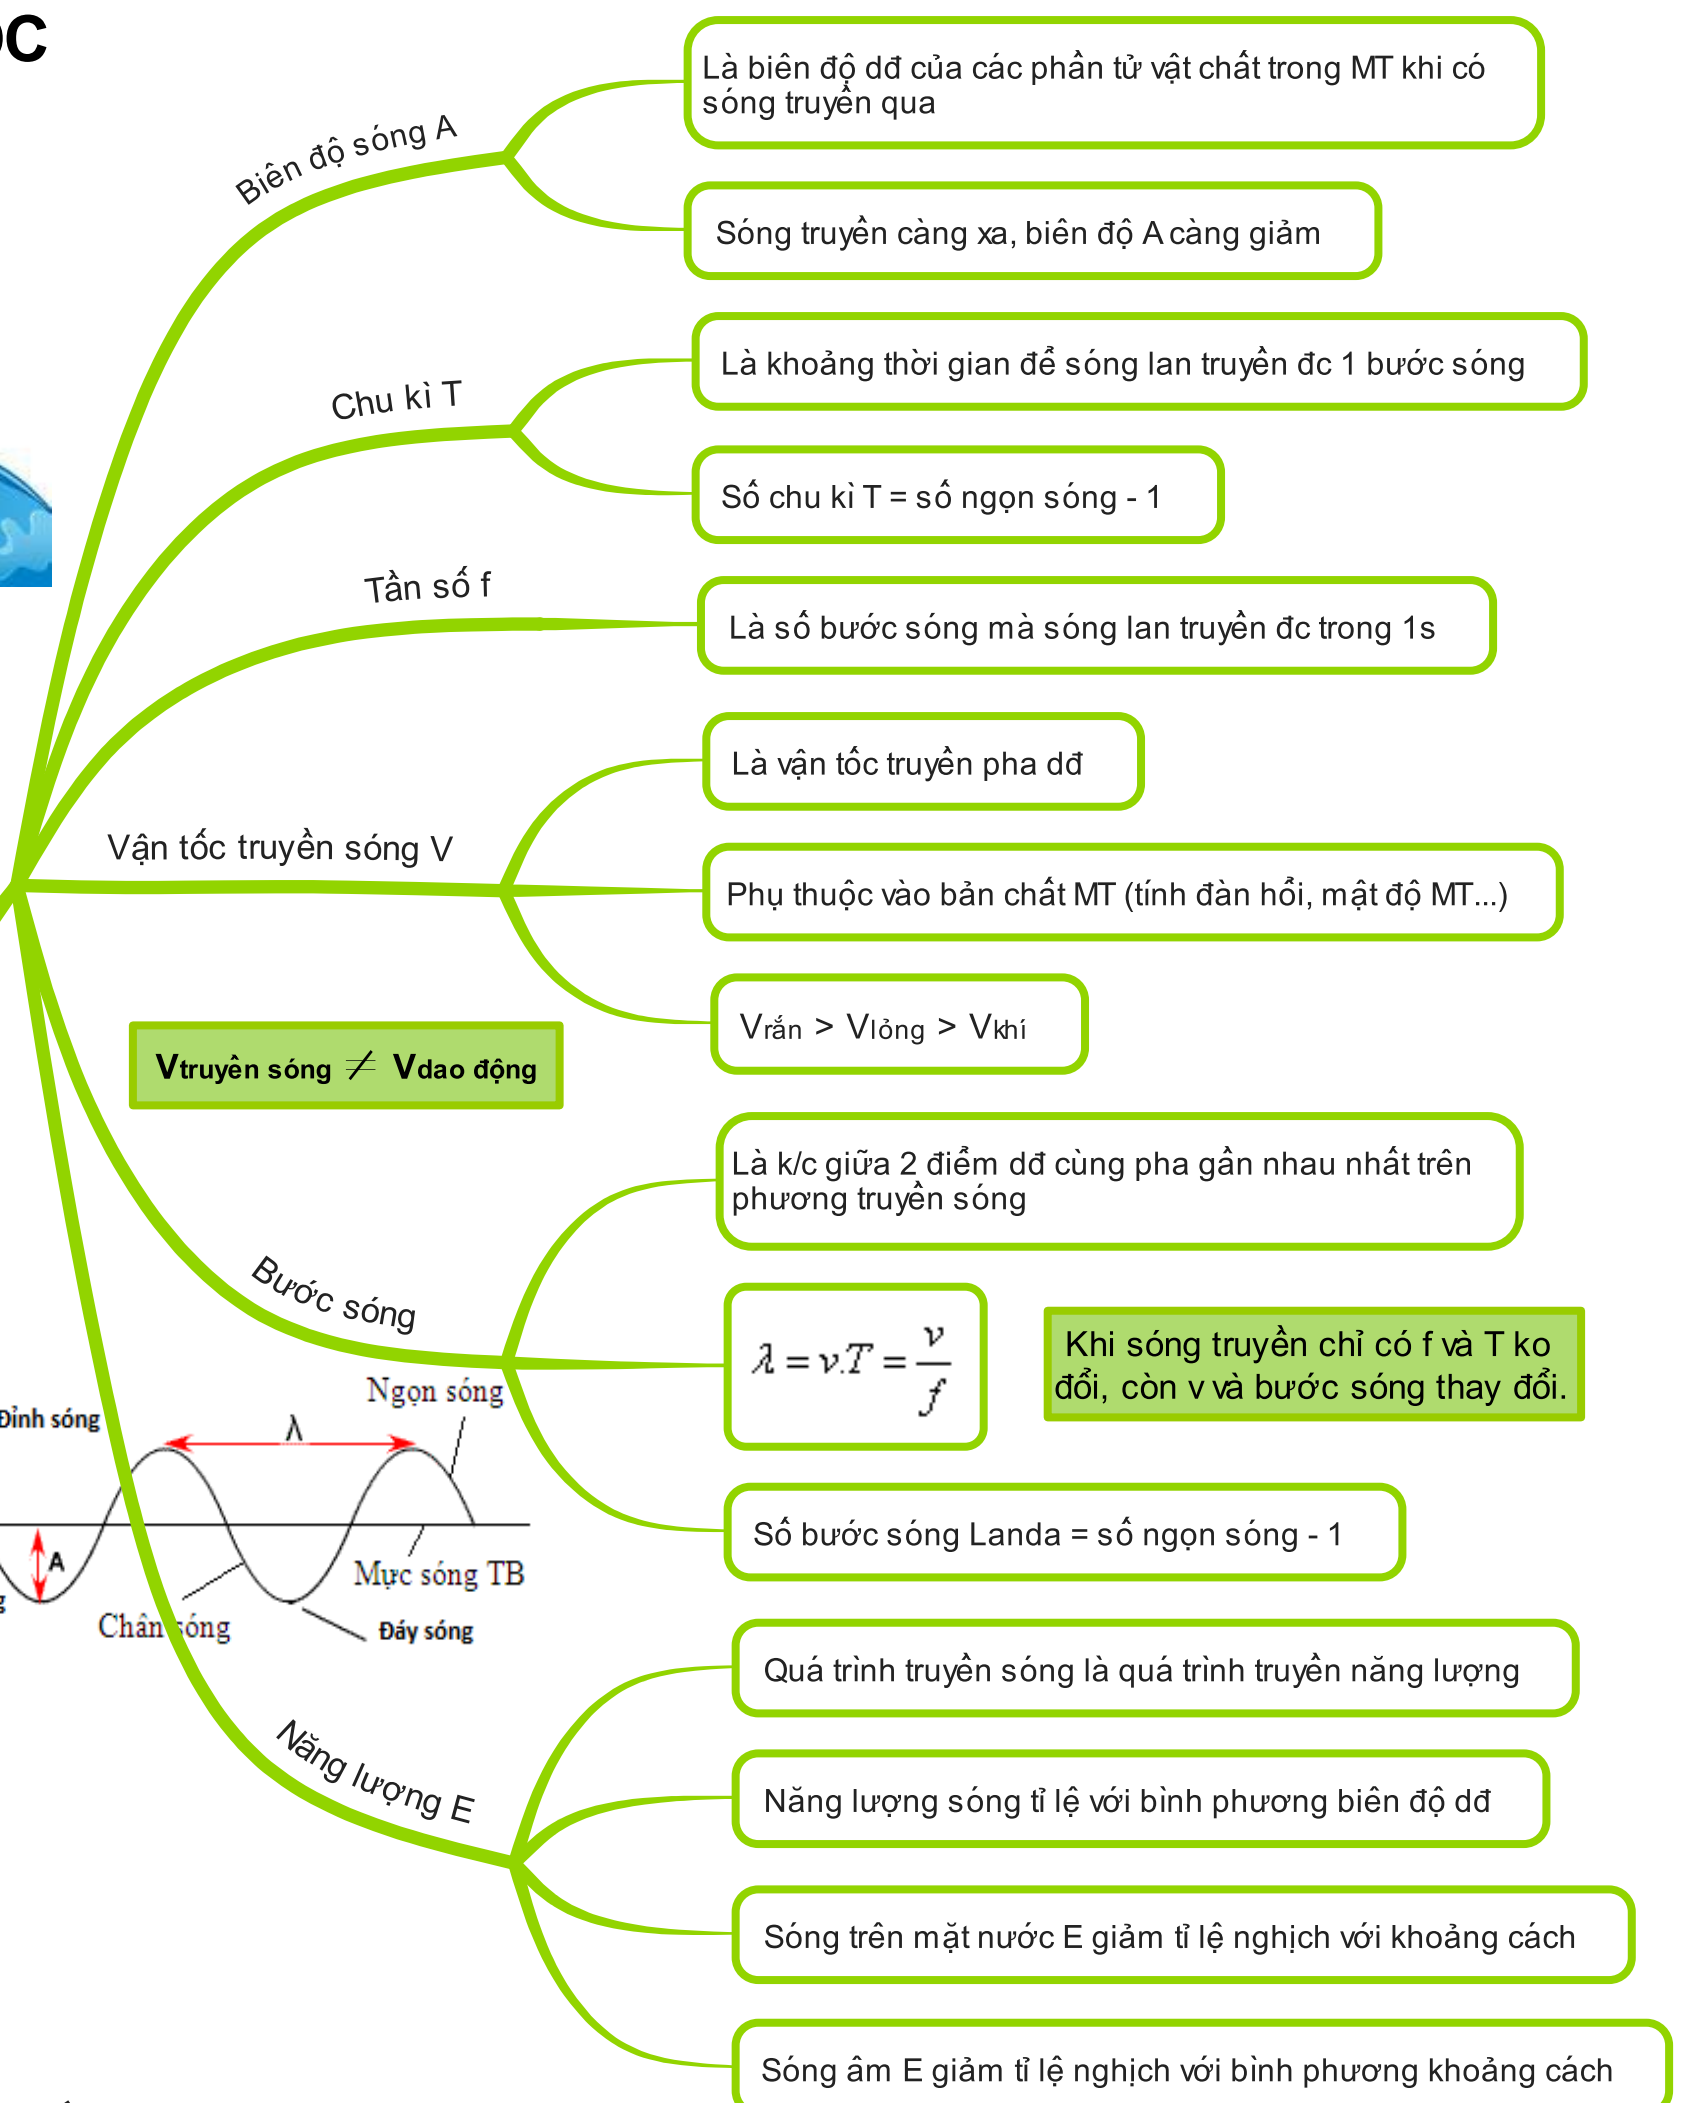 Biên độ sóng A
Là biên độ dđ của các phần tử vật chất trong MT khi có
sóng truyền qua
Sóng truyền càng xa, biên độ A càng giảm
Chu kì T
Là khoảng thời gian để sóng lan truyền đc 1 bước sóng
Số chu kì T = số ngọn sóng - 1
Tần số f
Là số bước sóng mà sóng lan truyền đc trong 1s
Vận tốc truyền sóng V
Là vận tốc truyền pha dđ
Phụ thuộc vào bản chất MT (tính đàn hồi, mật độ MT...)
Vrắn > Vlỏng > Vkhí
Vtruyền sóng ≠ Vdao động
Bước sóng
Là k/c giữa 2 điểm dđ cùng pha gần nhau nhất trên
phương truyền sóng
λ = v.T = v/f
Khi sóng truyền chỉ có f và T ko
đổi, còn v và bước sóng thay đổi.
Số bước sóng Landa = số ngọn sóng - 1
Ngọn sóng
Đỉnh sóng
λ
A
Mực sóng TB
Chân sóng
Đáy sóng
Năng lượng E
Quá trình truyền sóng là quá trình truyền năng lượng
Năng lượng sóng tỉ lệ với bình phương biên độ dđ
Sóng trên mặt nước E giảm tỉ lệ nghịch với khoảng cách
Sóng âm E giảm tỉ lệ nghịch với bình phương khoảng cách